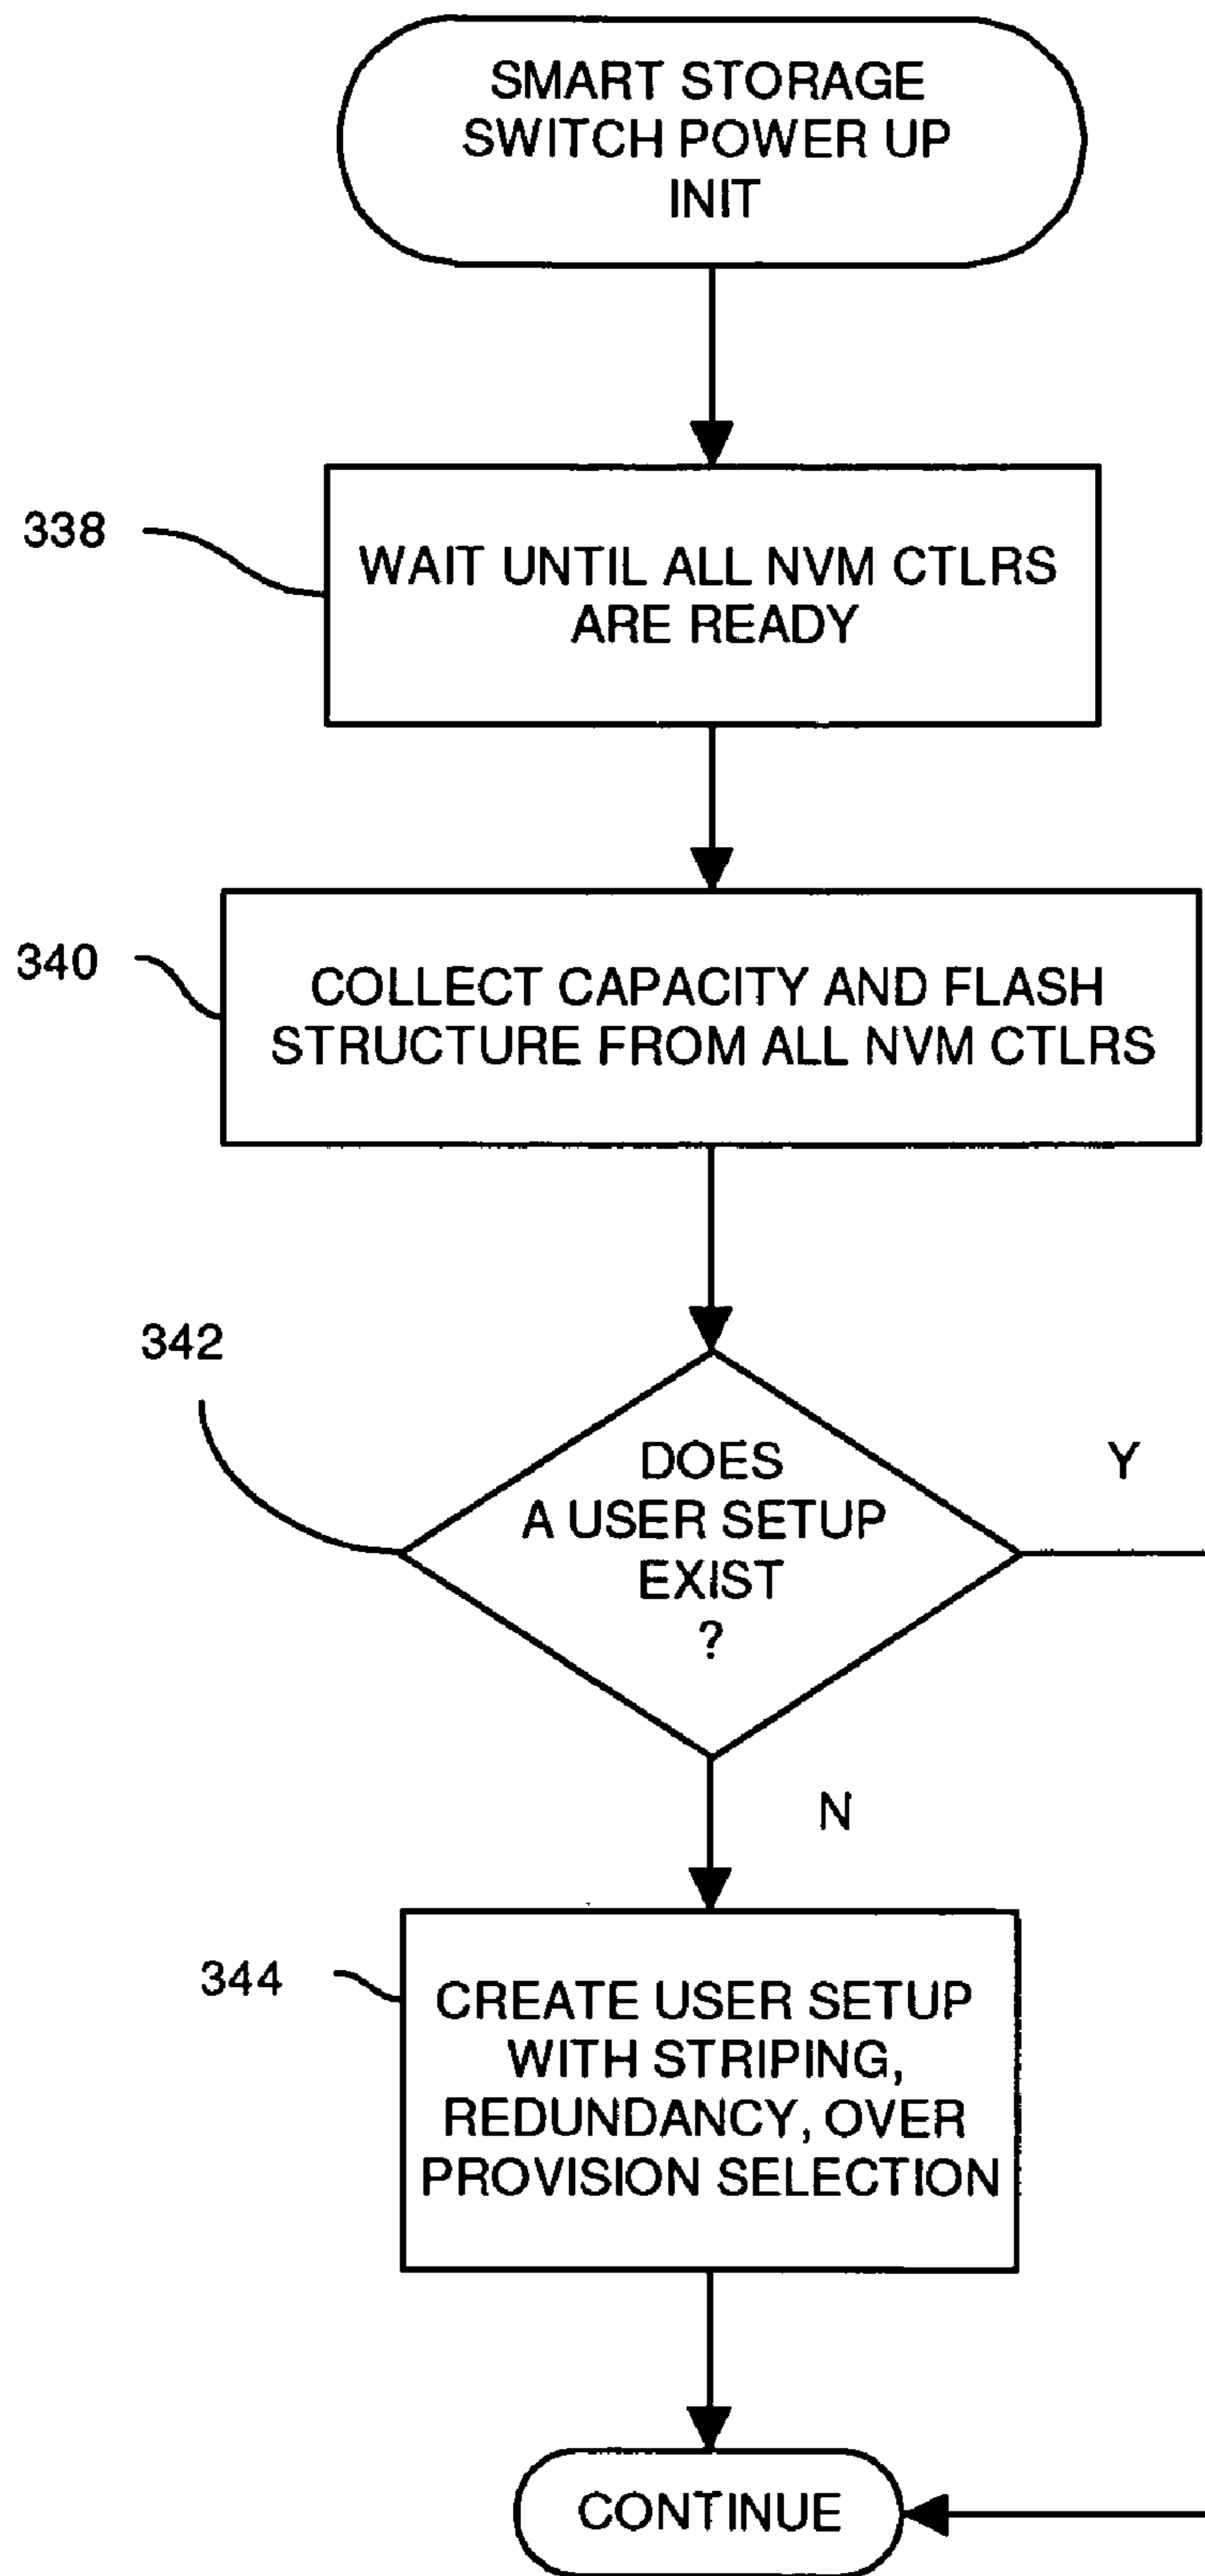 SMART STORAGE
SWITCH POWER UP
INIT
338
WAIT UNTIL ALL NVM CTLRS
ARE READY
340
COLLECT CAPACITY AND FLASH
STRUCTURE FROM ALL NVM CTLRS
342
DOES
A USER SETUP
EXIST
?
Y
N
344
CREATE USER SETUP
WITH STRIPING,
REDUNDANCY, OVER
PROVISION SELECTION
CONTINUE